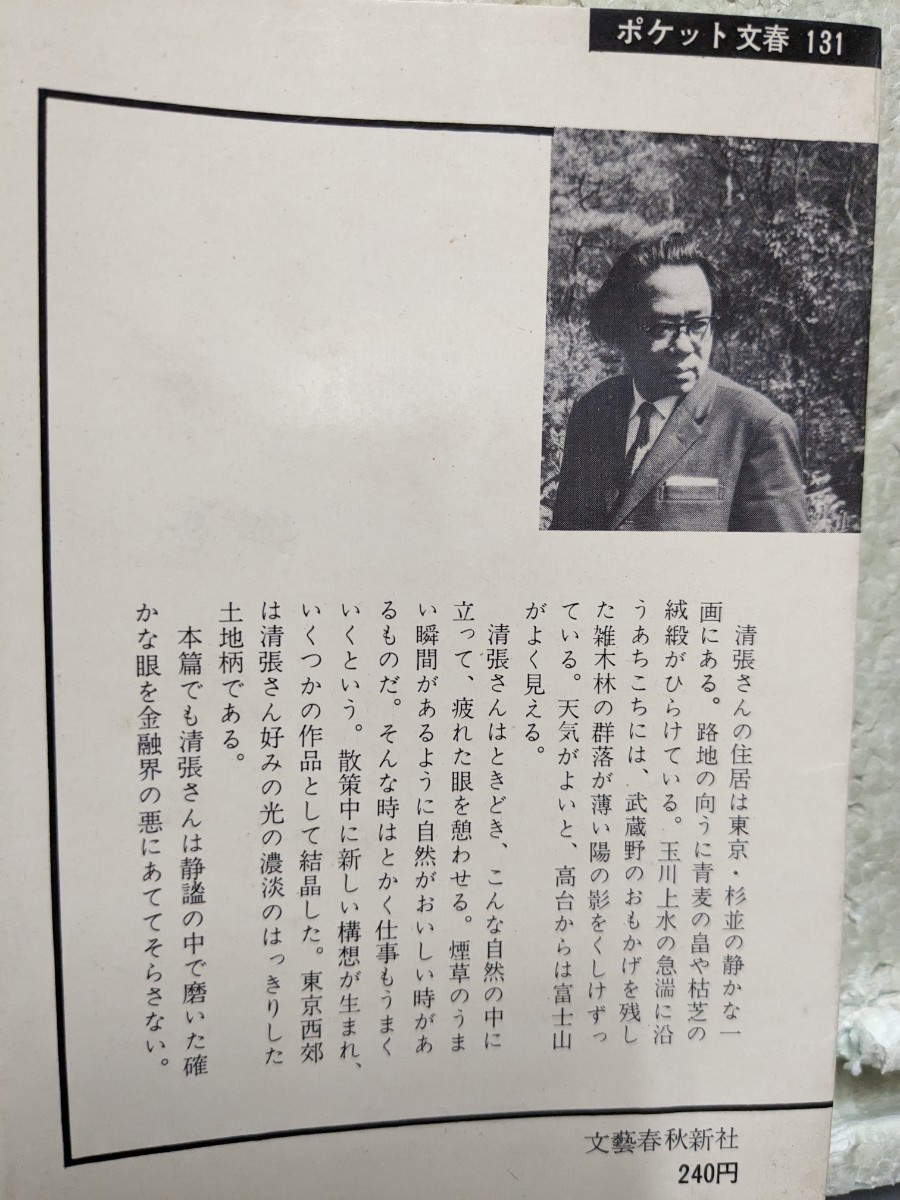 ポケット文春 131
清張さんの住居は東京・杉並の静かな一
画にある。路地の向うに青麦の畠や枯芝の
絨緞がひらけている。玉川上水の急湍に沿
うあちこちには、武蔵野のおもかげを残し
た雑木林の群落が薄い陽の影をくしけずっ
ている。天気がよいと、高台からは富士山
がよく見える。
清張さんはときどき、こんな自然の中に
立って、疲れた眼を憩わせる。煙草のうま
い瞬間があるように自然がおいしい時があ
るものだ。そんな時はとかく仕事もうまく
いくという。散策中に新しい構想が生まれ、
いくつかの作品として結晶した。東京西郊
は清張さん好みの光の濃淡のはっきりした
土地柄である。
本篇でも清張さんは静謐の中で磨いた確
かな眼を金融界の悪にあててそらさない。
文藝春秋新社
240円